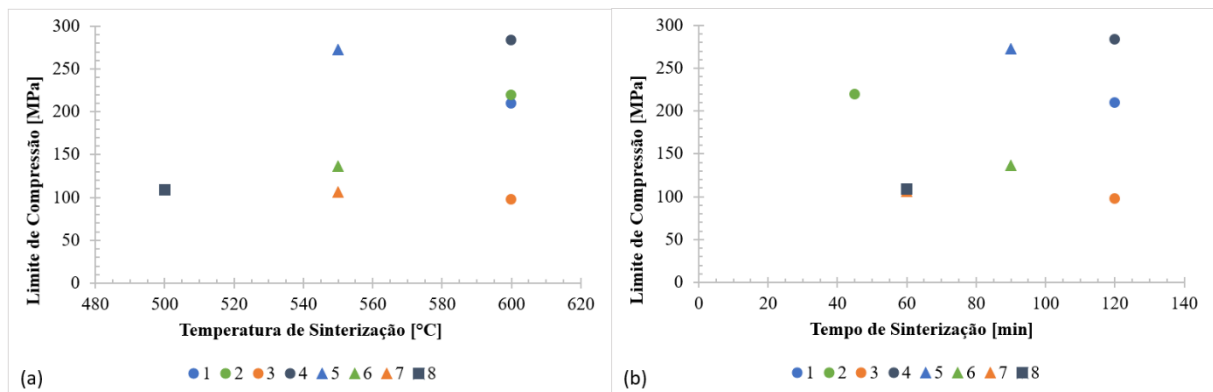 Limite de Compressão [MPa]
300
250
200
150
100
50
0
480 500 520 540 560 580 600 620
Temperatura de Sinterização [°C]
(a) 1 2 3 4 5 6 7 8
Limite de Compressão [MPa]
300
250
200
150
100
50
0
0 20 40 60 80 100 120 140
Tempo de Sinterização [min]
(b) 1 2 3 4 5 6 7 8